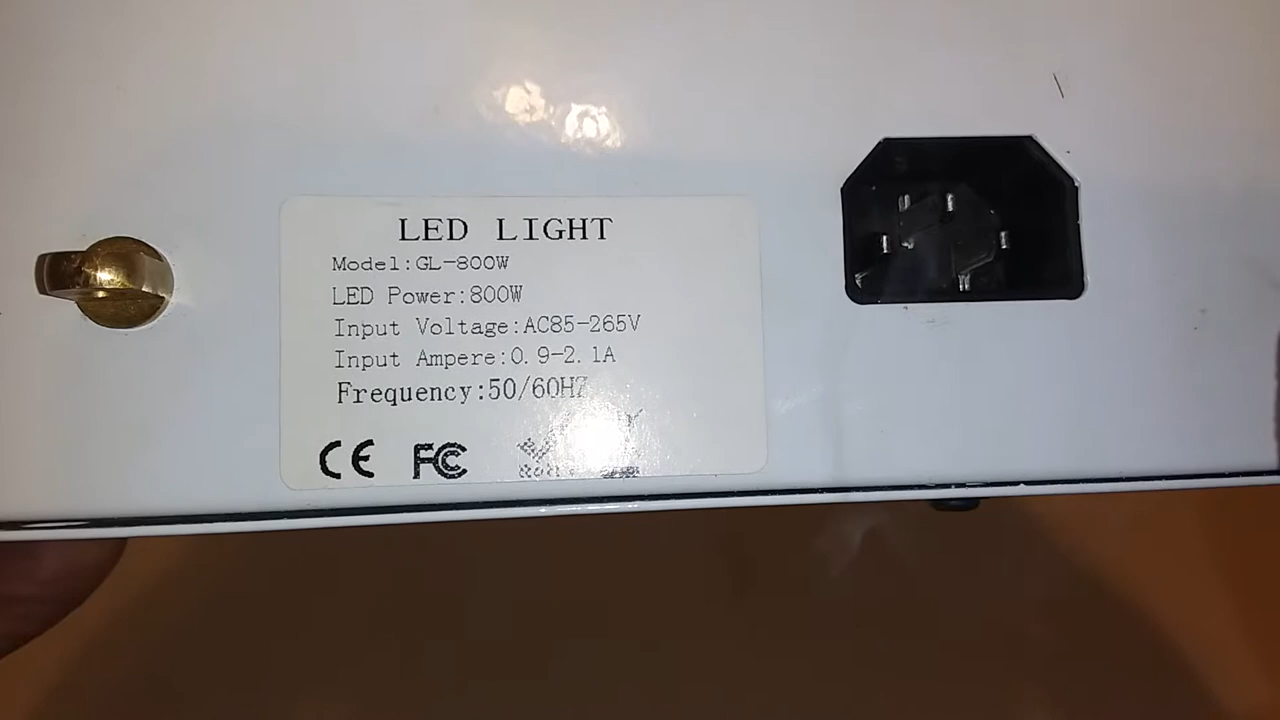 LED LIGHT
Model:GL-800W
LED Power:800W
Input Voltage:AC85-265V
Input Ampere:0.9-2.1A
Frequency:50/60HZ
CE FC